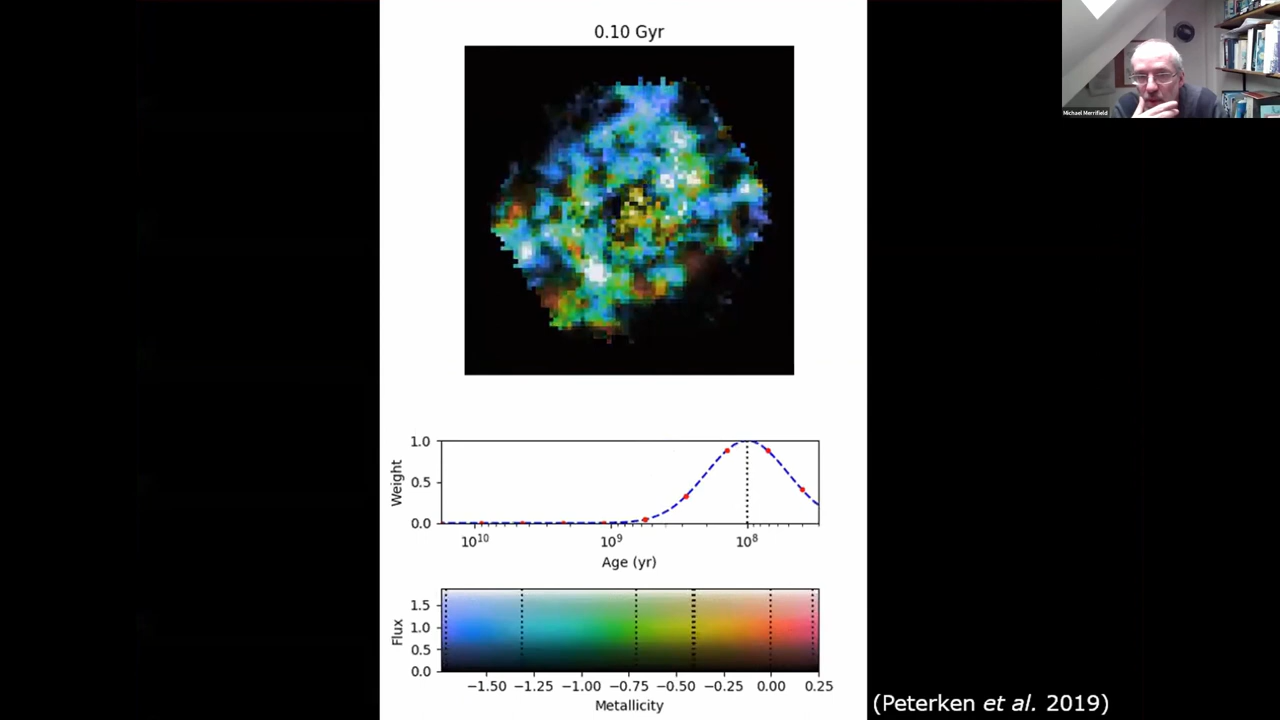 0.10 Gyr
Michael Merrifield
1.0
0.5
0.0
Weight
10¹⁰ 10⁹ 10⁸
Age (yr)
1.5
1.0
0.5
0.0
Flux
−1.50 −1.25 −1.00 −0.75 −0.50 −0.25 0.00 0.25
Metallicity
(Peterken et al. 2019)